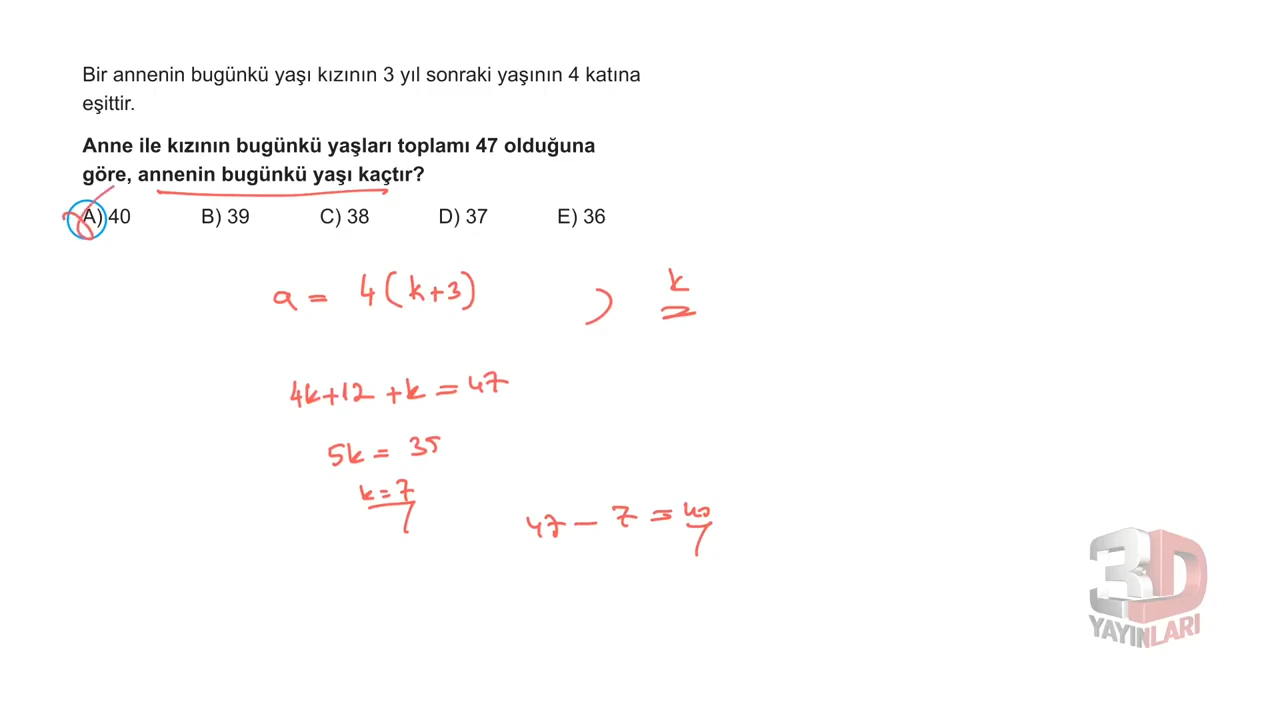 Bir annenin bugünkü yaşı kızının 3 yıl sonraki yaşının 4 katına
eşittir.
Anne ile kızının bugünkü yaşları toplamı 47 olduğuna
göre, annenin bugünkü yaşı kaçtır?
A) 40 B) 39 C) 38 D) 37 E) 36
a = 4(k+3) ) k
4k+12 +k = 47
5k = 35
k = 7
47 - 7 = 40
3D
YAYINLARI